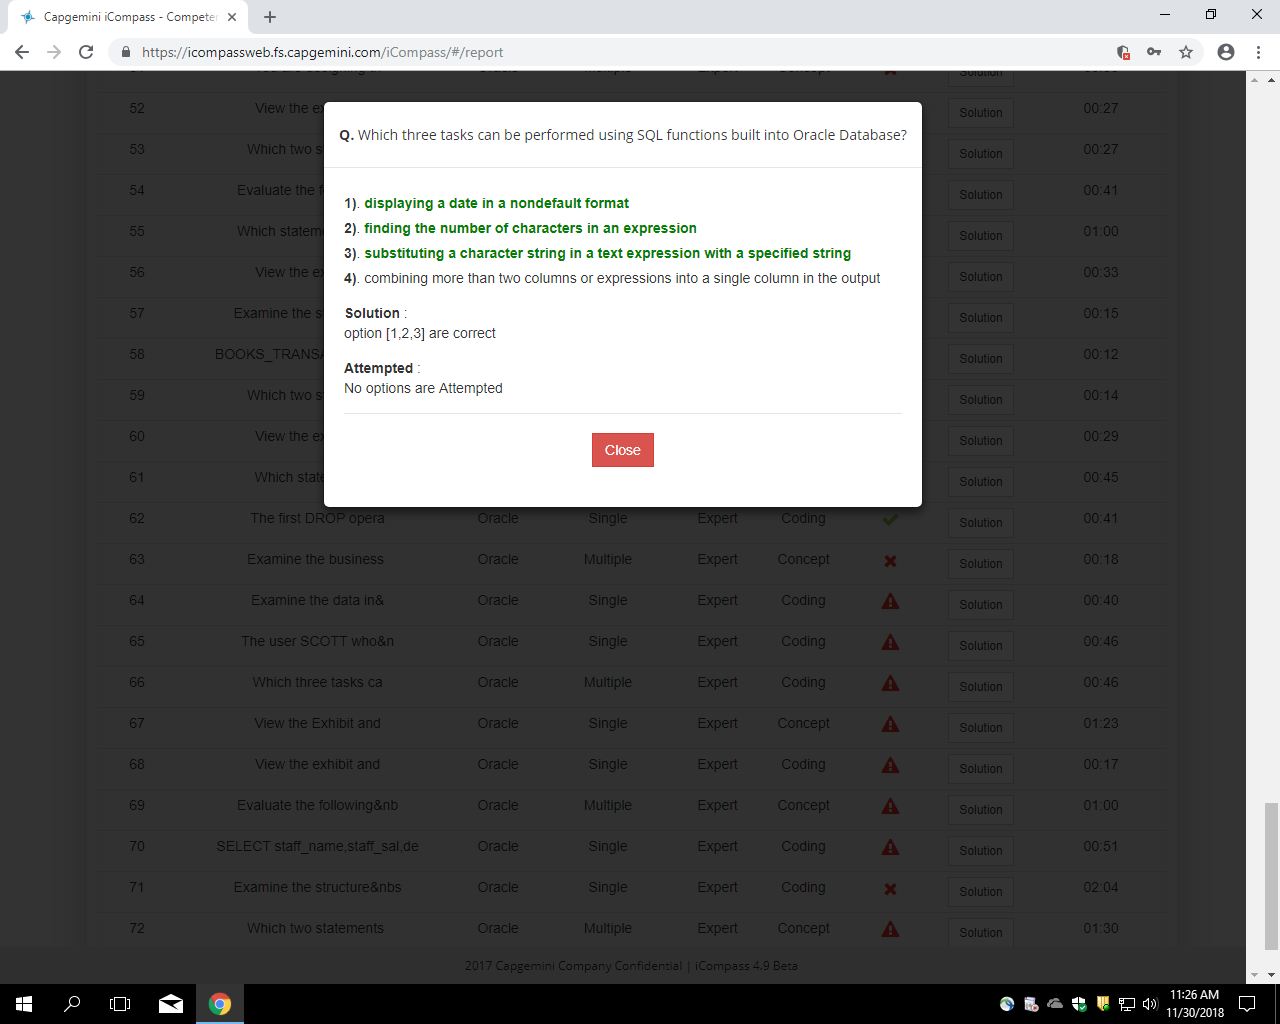 Capgemini iCompass - Competer
https://icompassweb.fs.capgemini.com/iCompass/#/report
Solution
52 View the ex Solution 00:27
53 Which two s Solution 00:27
54 Evaluate the f Solution 00:41
55 Which statem Solution 01:00
56 View the ex Solution 00:33
57 Examine the s Solution 00:15
58 BOOKS_TRANSA Solution 00:12
59 Which two s Solution 00:14
60 View the ex Solution 00:29
61 Which state Solution 00:45
Q. Which three tasks can be performed using SQL functions built into Oracle Database?
1). displaying a date in a nondefault format
2). finding the number of characters in an expression
3). substituting a character string in a text expression with a specified string
4). combining more than two columns or expressions into a single column in the output
Solution :
option [1,2,3] are correct
Attempted :
No options are Attempted
Close
62 The first DROP opera Oracle Single Expert Coding Solution 00:41
63 Examine the business Oracle Multiple Expert Concept Solution 00:18
64 Examine the data in& Oracle Single Expert Coding Solution 00:40
65 The user SCOTT who&n Oracle Single Expert Coding Solution 00:46
66 Which three tasks ca Oracle Multiple Expert Coding Solution 00:46
67 View the Exhibit and Oracle Single Expert Concept Solution 01:23
68 View the exhibit and Oracle Single Expert Coding Solution 00:17
69 Evaluate the following&nb Oracle Multiple Expert Concept Solution 01:00
70 SELECT staff_name,staff_sal,de Oracle Single Expert Coding Solution 00:51
71 Examine the structure&nbs Oracle Single Expert Coding Solution 02:04
72 Which two statements Oracle Multiple Expert Concept Solution 01:30
2017 Capgemini Company Confidential | iCompass 4.9 Beta
11:26 AM
11/30/2018